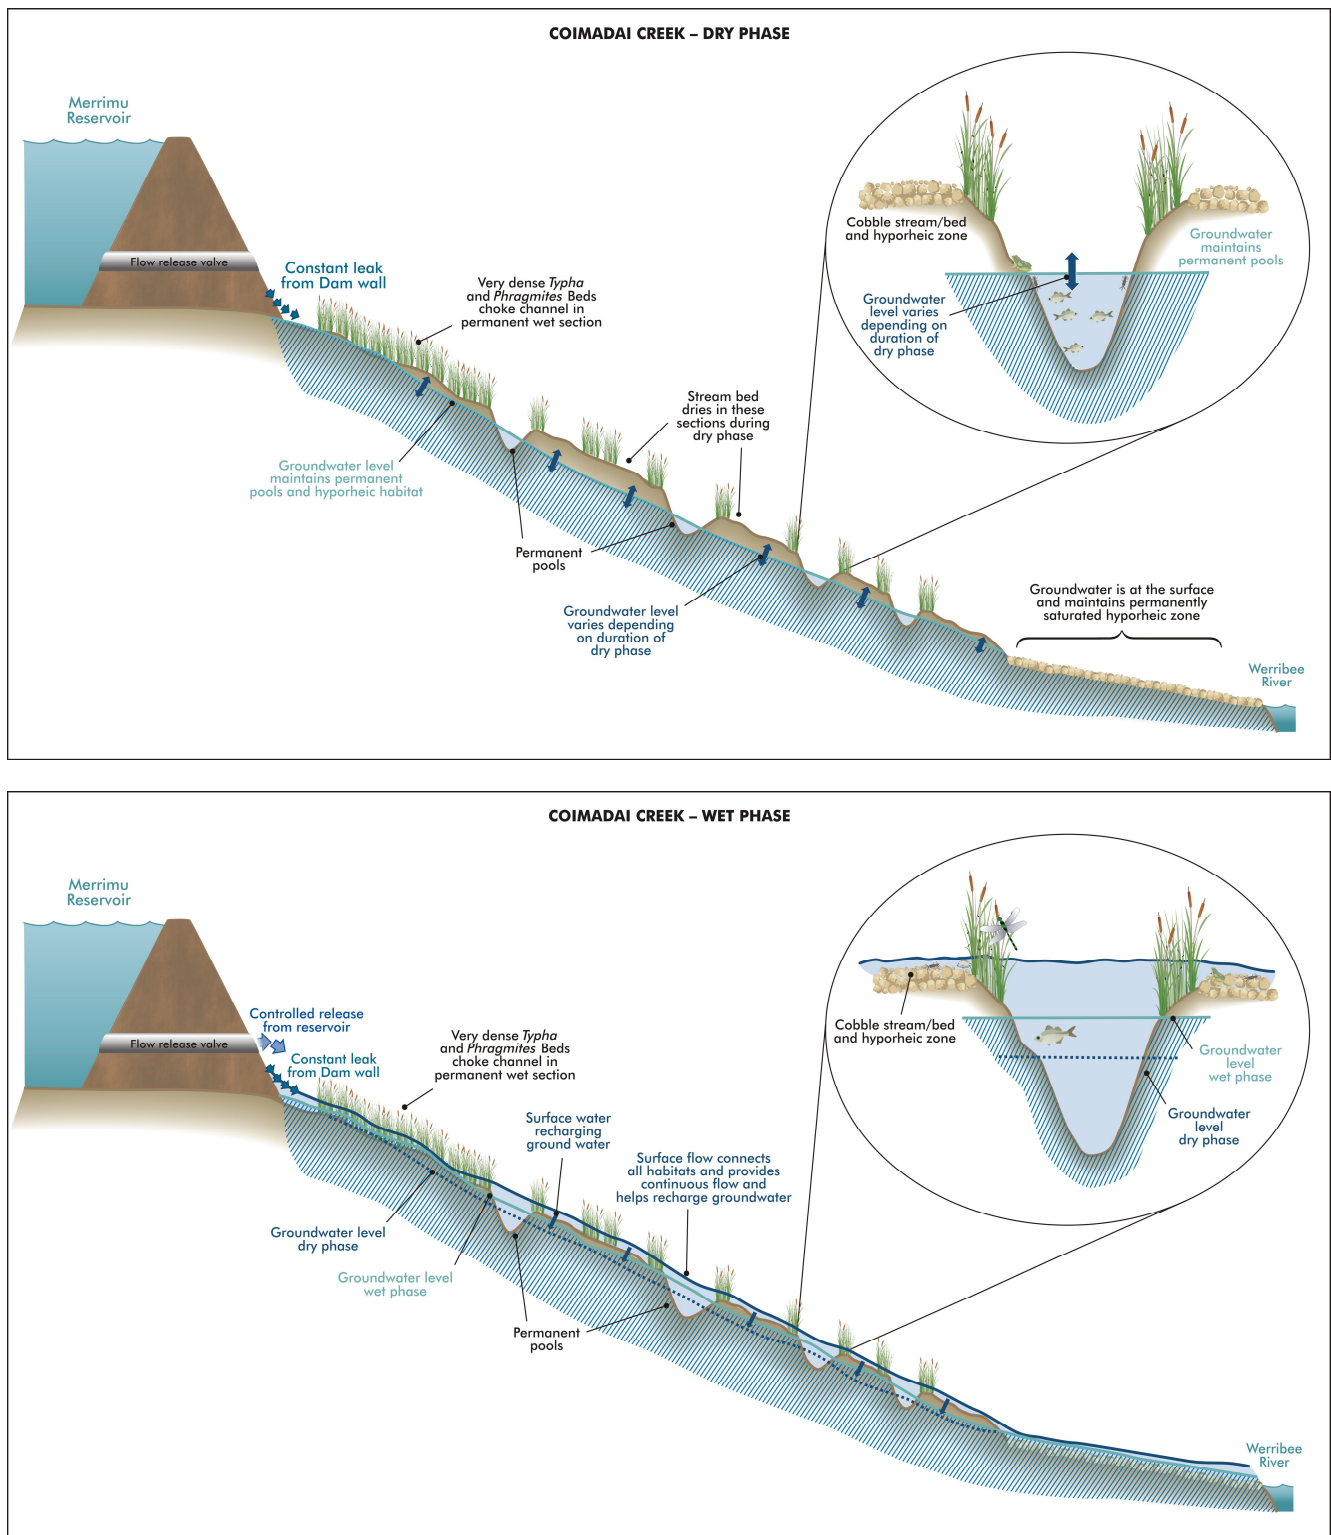 COIMADAI CREEK – DRY PHASE
Merrimu
Reservoir
Flow release valve
Constant leak
from Dam wall
Very dense Typha
and Phragmites Beds
choke channel in
permanent wet section
Cobble stream/bed
and hyporheic zone
Groundwater
maintains
permanent pools
Groundwater
level varies
depending on
duration of
dry phase
Stream bed
dries in these
sections during
dry phase
Groundwater level
maintains permanent
pools and hyporheic habitat
Permanent
pools
Groundwater level
varies depending
on duration of
dry phase
Groundwater is at the surface
and maintains permanently
saturated hyporheic zone
Werribee
River
COIMADAI CREEK – WET PHASE
Merrimu
Reservoir
Flow release valve
Controlled release
from reservoir
Constant leak
from Dam wall
Very dense Typha
and Phragmites Beds
choke channel in
permanent wet section
Cobble stream/bed
and hyporheic zone
Groundwater
level
wet phase
Groundwater
level
dry phase
Surface water
recharging
ground water
Surface flow connects
all habitats and provides
continuous flow and
helps recharge groundwater
Groundwater level
dry phase
Groundwater level
wet phase
Permanent
pools
Werribee
River